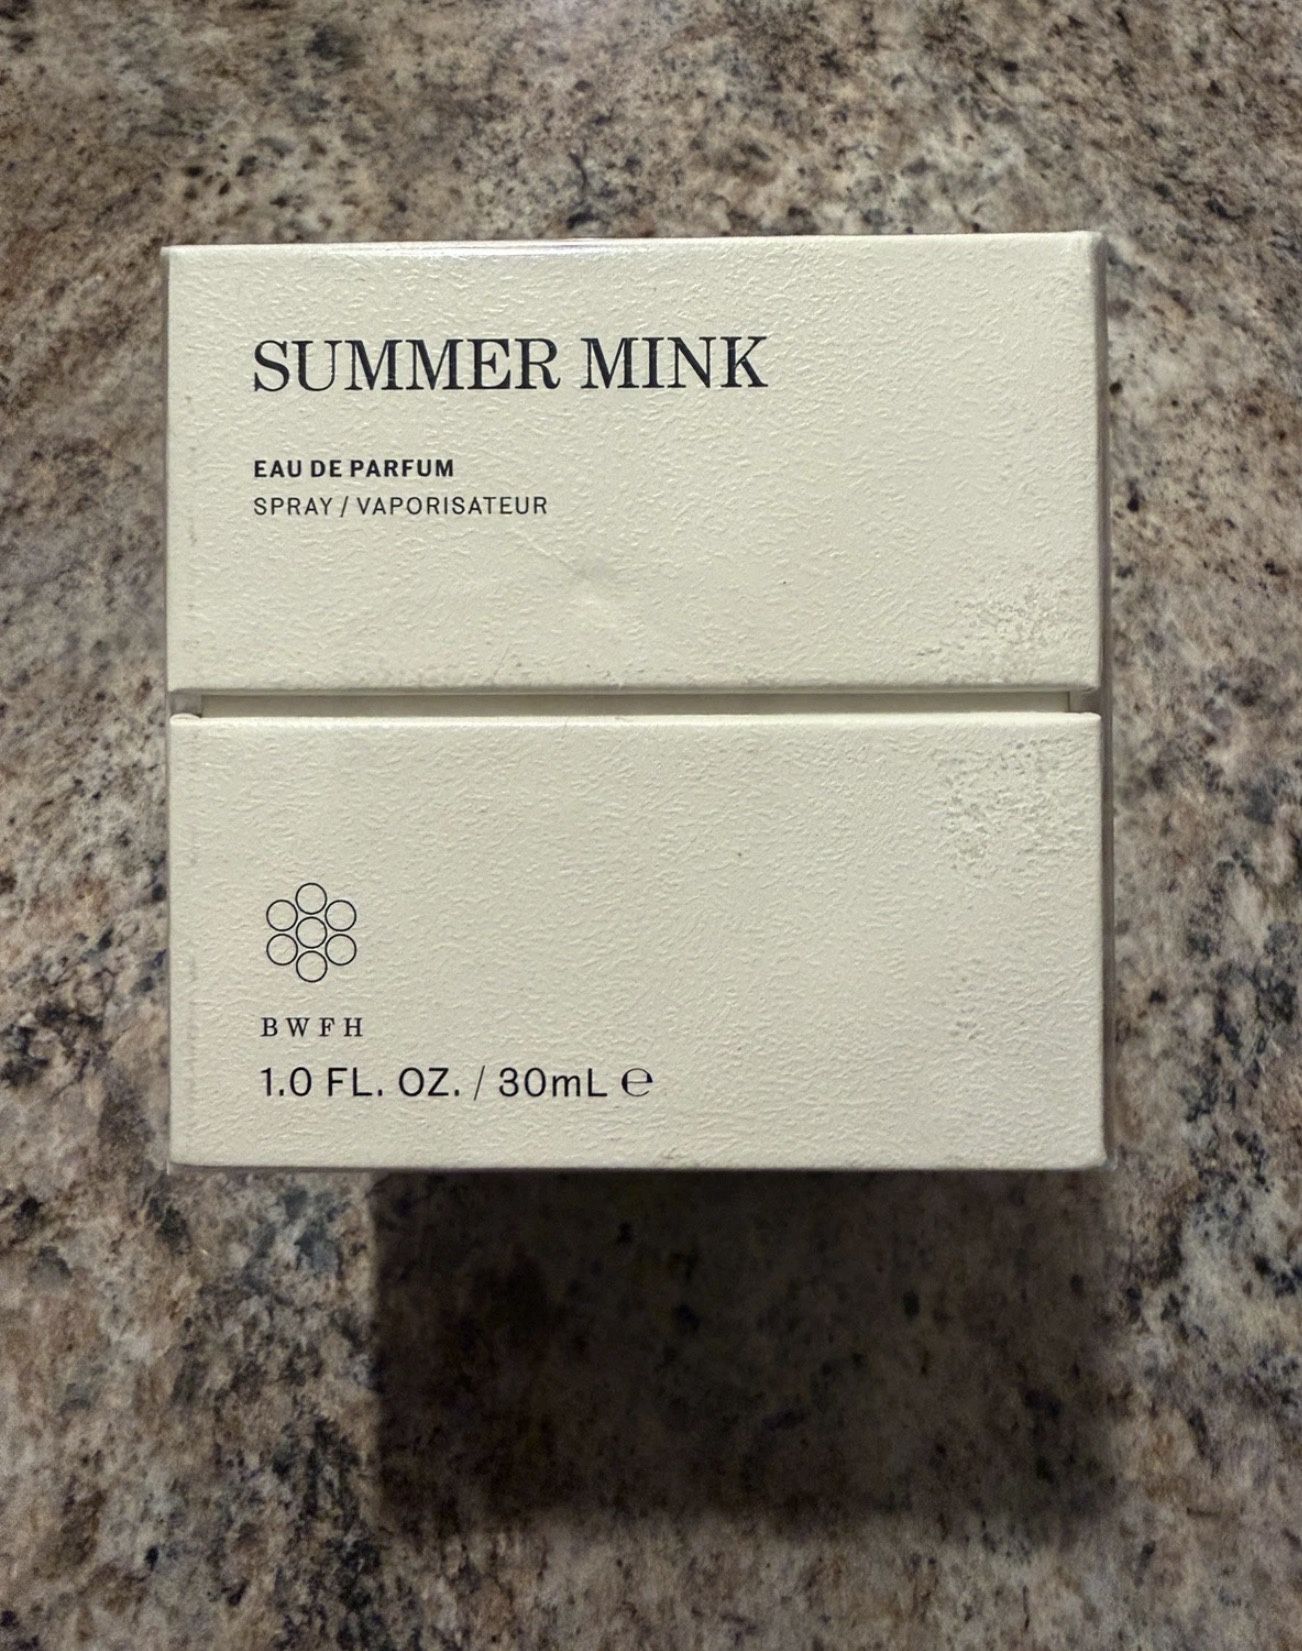 SUMMER MINK
EAU DE PARFUM
SPRAY / VAPORISATEUR
BWFH
1.0 FL. OZ. / 30mL ℮